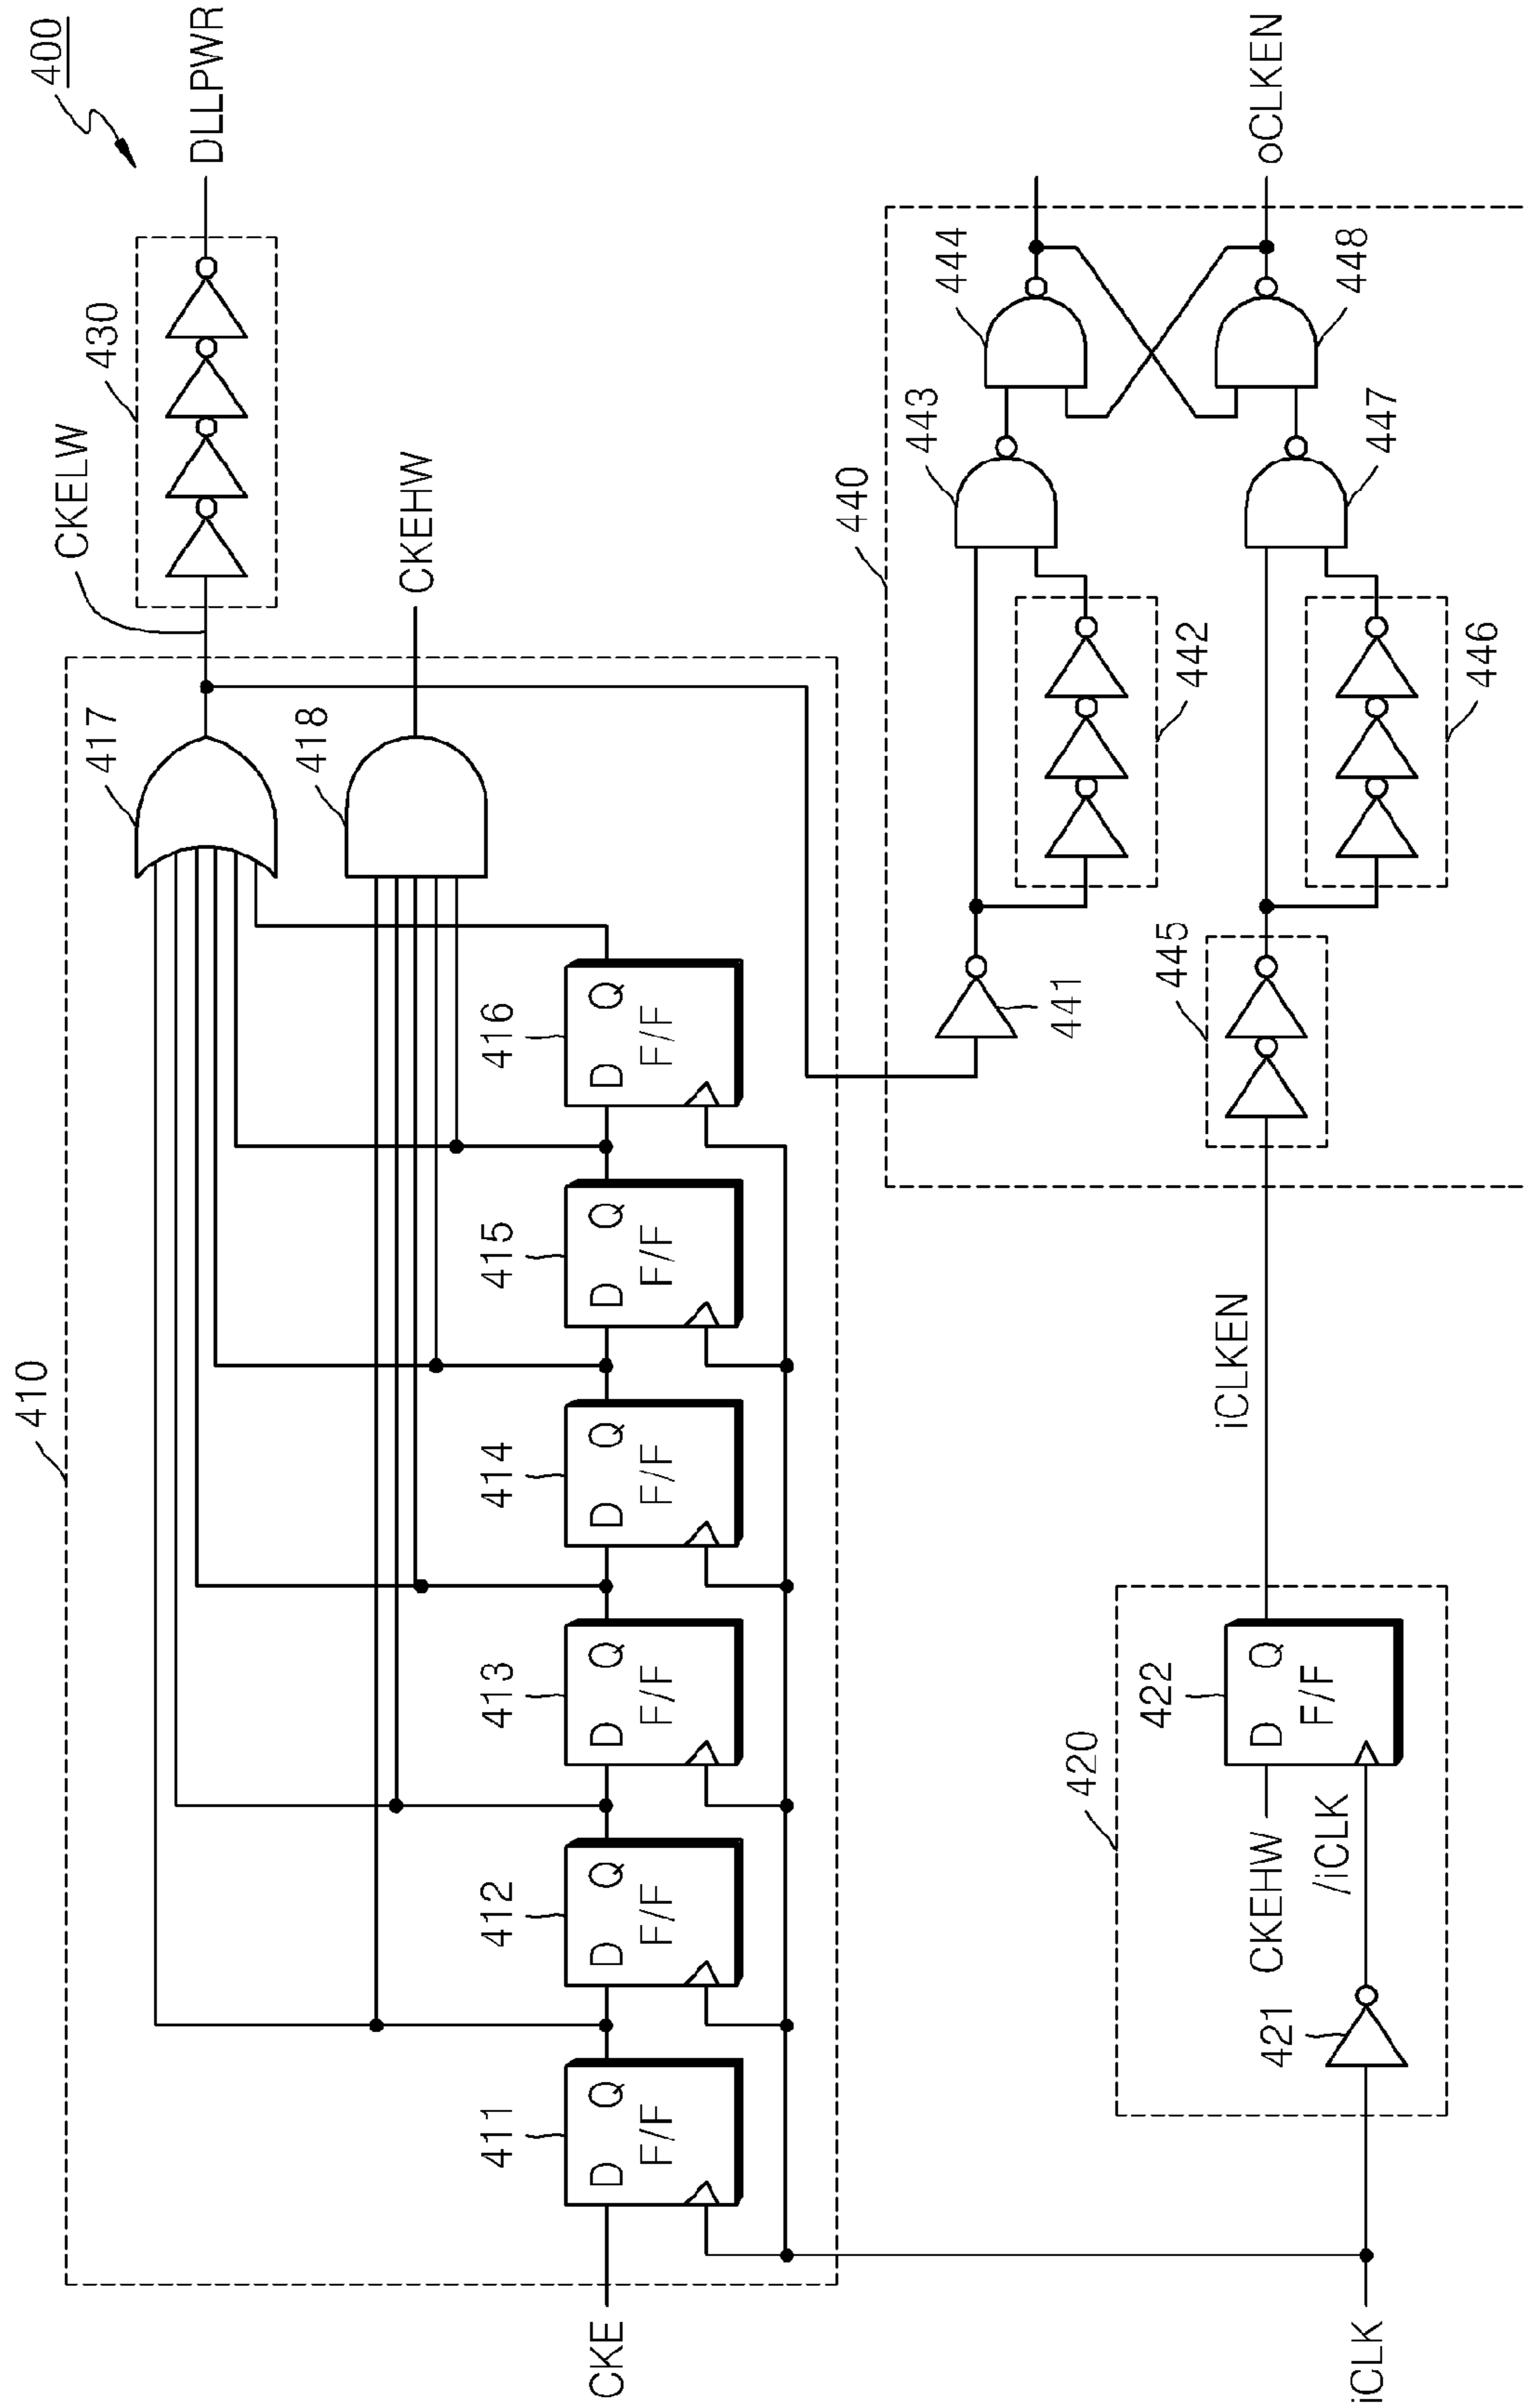 400
410
417
CKELW
430
DLLPWR
418
CKEHW
CKE
411
D Q
F/F
412
D Q
F/F
413
D Q
F/F
414
D Q
F/F
415
D Q
F/F
416
D Q
F/F
440
441
442
443
444
445
446
447
448
oCLKEN
iCLKEN
420
422
D Q
F/F
CKEHW
/iCLK
421
iCLK